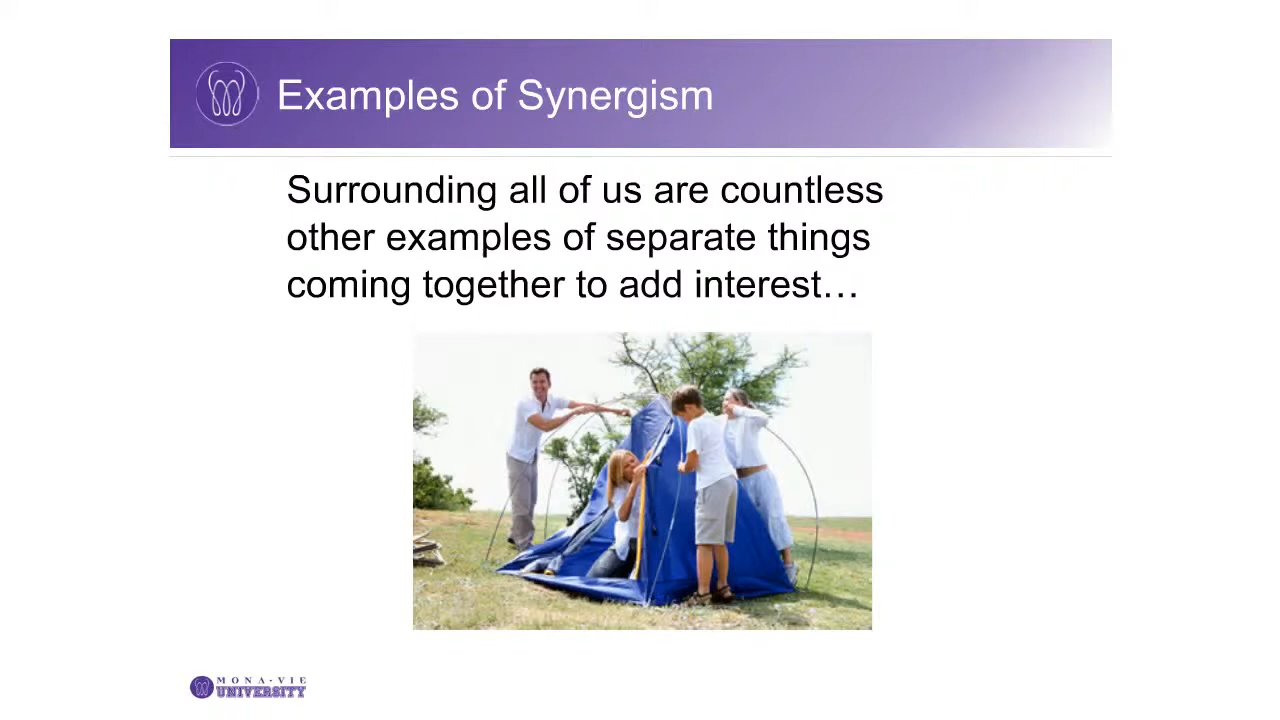 Examples of Synergism
Surrounding all of us are countless
other examples of separate things
coming together to add interest…
MONA-VIE
UNIVERSITY